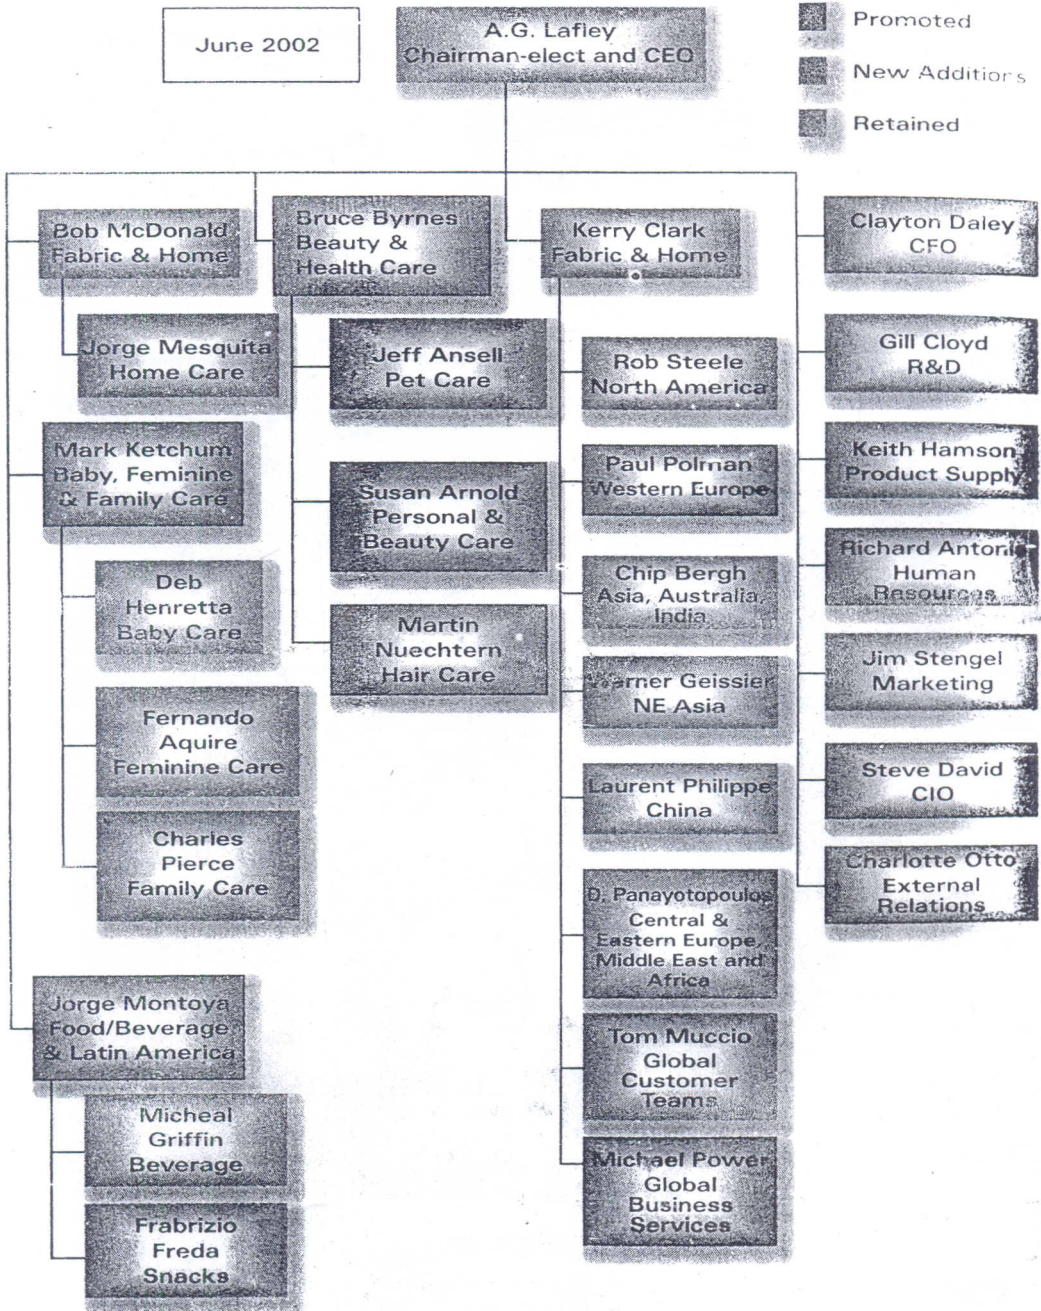 June 2002
A.G. Lafley
Chairman-elect and CEO
Promoted
New Additions
Retained
Bob McDonald
Fabric & Home
Jorge Mesquita
Home Care
Mark Ketchum
Baby, Feminine
& Family Care
Deb
Henretta
Baby Care
Fernando
Aquire
Feminine Care
Charles
Pierce
Family Care
Jorge Montoya
Food/Beverage
& Latin America
Micheal
Griffin
Beverage
Frabrizio
Freda
Snacks
Bruce Byrnes
Beauty &
Health Care
Jeff Ansell
Pet Care
Susan Arnold
Personal &
Beauty Care
Martin
Nuechtern
Hair Care
Kerry Clark
Fabric & Home
Rob Steele
North America
Paul Polman
Western Europe
Chip Bergh
Asia, Australia,
India
Geissier
NE Asia
Laurent Philippe
China
D. Panayotopoulos
Central &
Eastern Europe,
Middle East and
Africa
Tom Muccio
Global
Customer
Teams
Michael Power
Global
Business
Services
Clayton Daley
CFO
Gill Cloyd
R&D
Keith Hamson
Product Supply
Richard
Human
Resources
Jim Stengel
Marketing
Steve David
CIO
Charlotte Otto
External
Relations